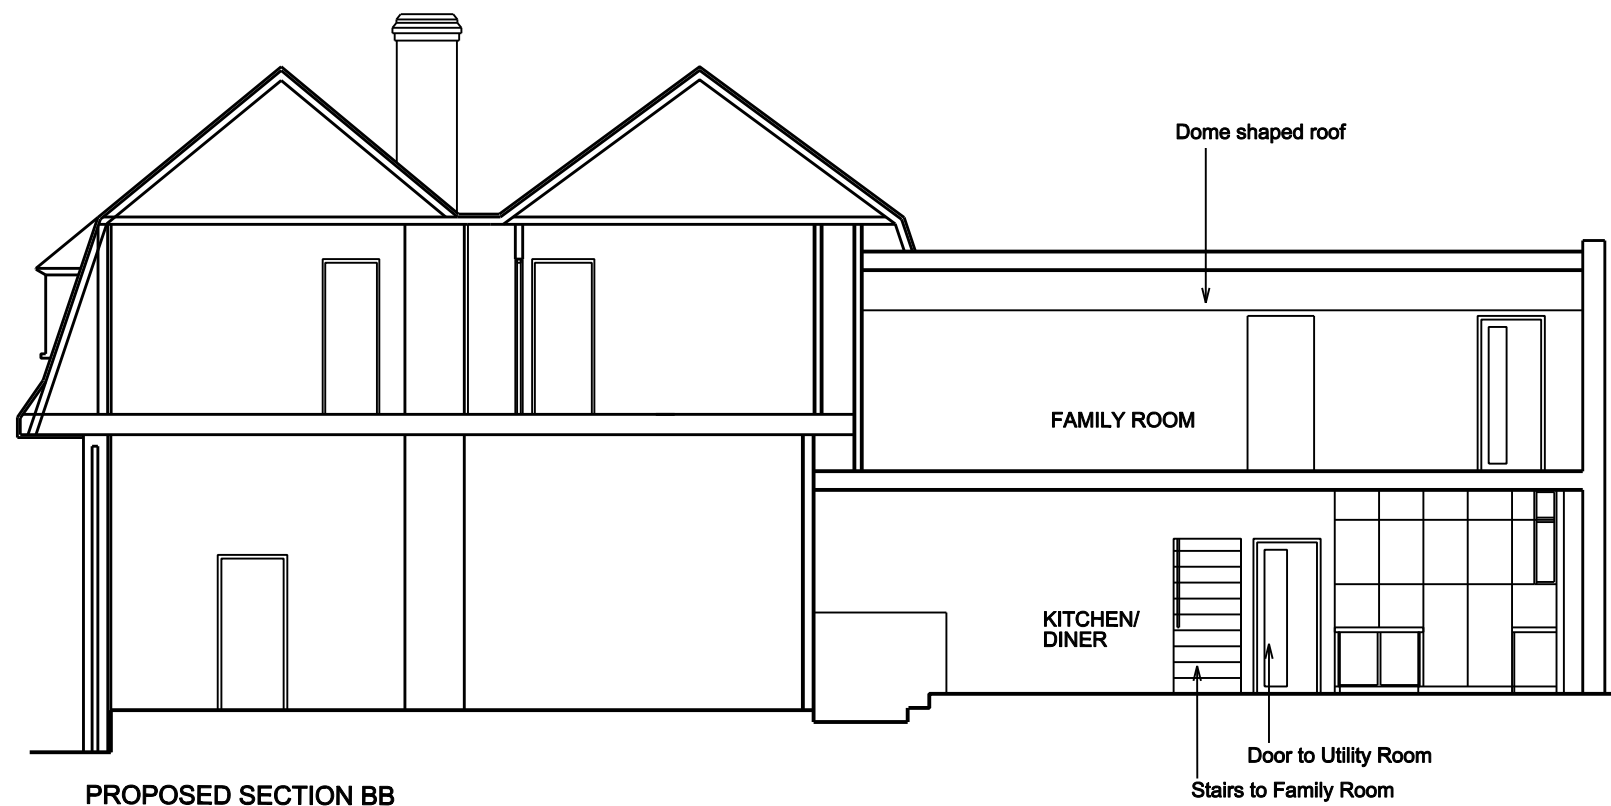 Dome shaped roof
FAMILY ROOM
KITCHEN/
DINER
Door to Utility Room
Stairs to Family Room
PROPOSED SECTION BB